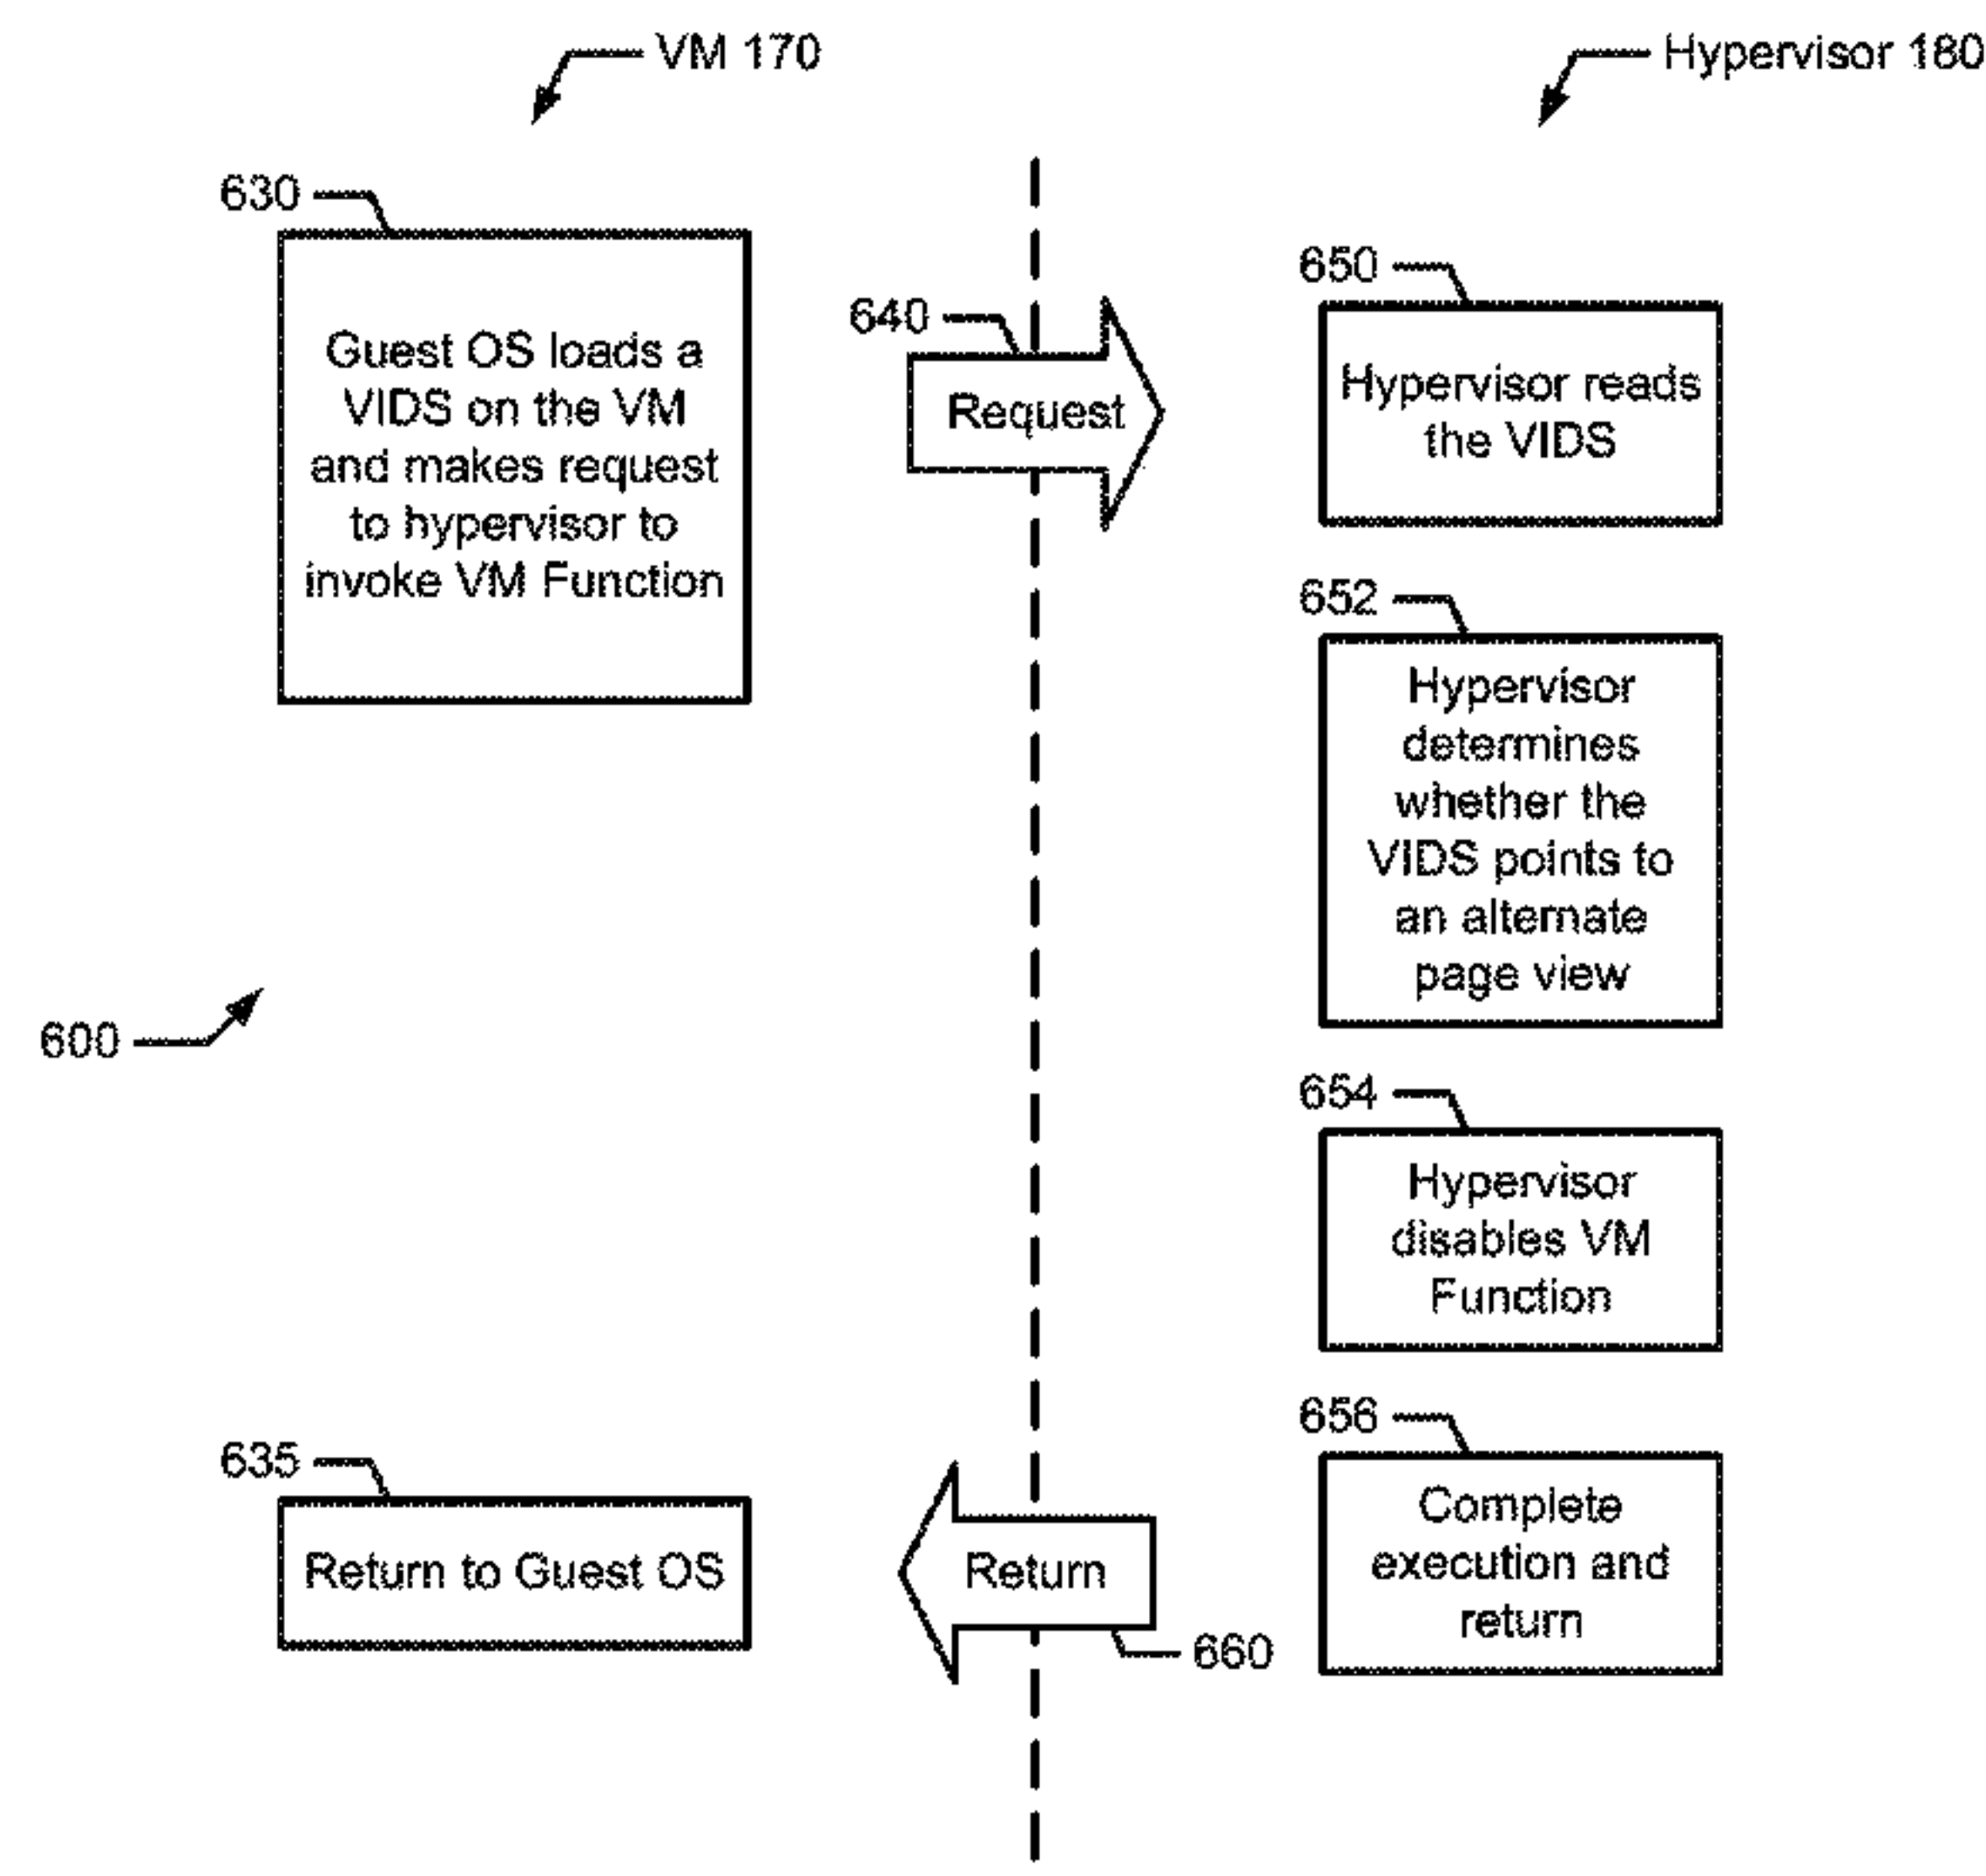 VM 170
Hypervisor 180
630
Guest OS loads a
VIDS on the VM
and makes request
to hypervisor to
invoke VM Function
640
Request
650
Hypervisor reads
the VIDS
652
Hypervisor
determines
whether the
VIDS points to
an alternate
page view
600
654
Hypervisor
disables VM
Function
656
Complete
execution and
return
635
Return to Guest OS
Return
660